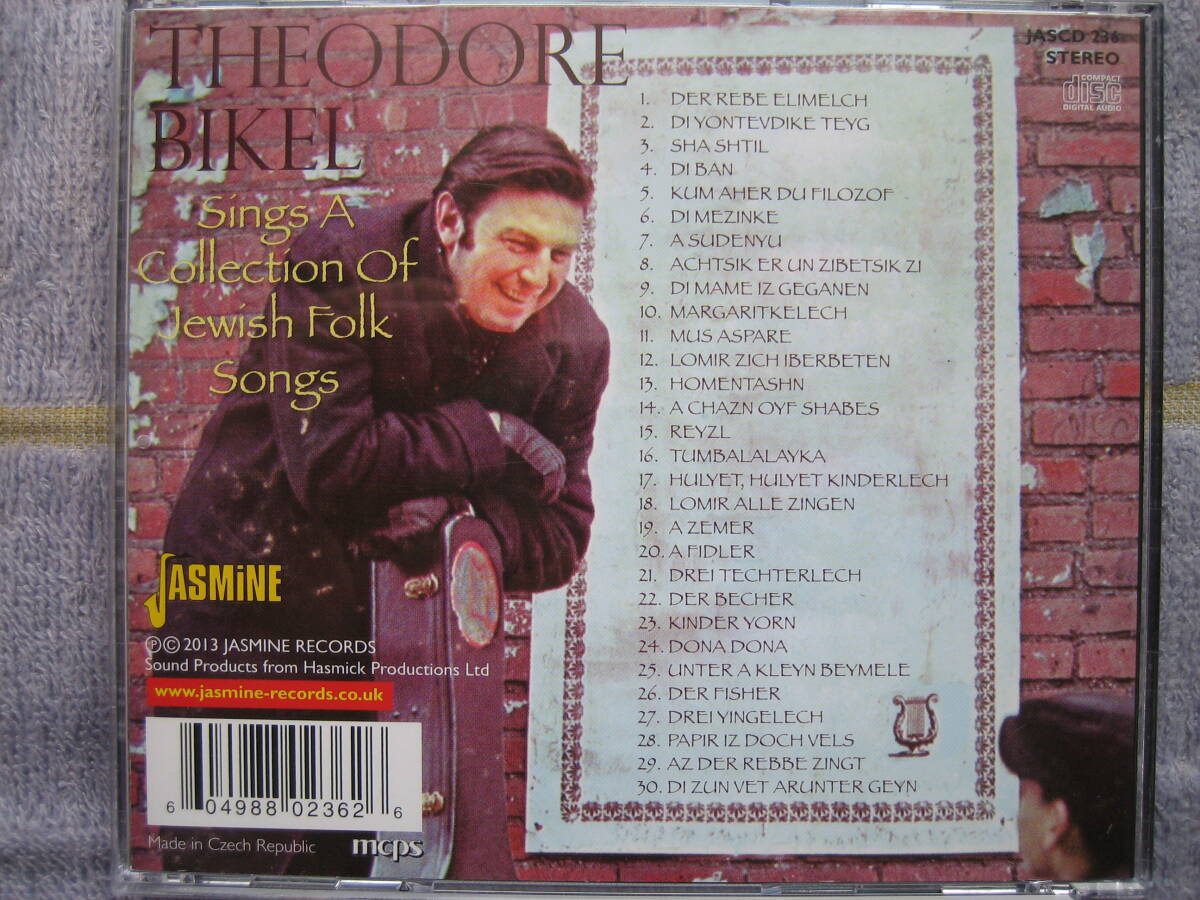 THEODORE
BIKEL
Sings A
Collection Of
Jewish Folk
Songs
JASCD 236
STEREO
COMPACT
disc
DIGITAL AUDIO
1. DER REBE ELIMELCH
2. DI YONTEVDIKE TEYG
3. SHA SHTIL
4. DI BAN
5. KUM AHER DU FILOZOF
6. DI MEZINKE
7. A SUDENYU
8. ACHTSIK ER UN ZIBETSIK ZI
9. DI MAME IZ GEGANEN
10. MARGARITKELECH
11. MUS ASPARE
12. LOMIR ZICH IBERBETEN
13. HOMENTASHN
14. A CHAZN OYF SHABES
15. REYZL
16. TUMBALALAYKA
17. HULYET, HULYET KINDERLECH
18. LOMIR ALLE ZINGEN
19. A ZEMER
20. A FIDLER
21. DREI TECHTERLECH
22. DER BECHER
23. KINDER YORN
24. DONA DONA
25. UNTER A KLEYN BEYMELE
26. DER FISHER
27. DREI YINGELECH
28. PAPIR IZ DOCH VELS
29. AZ DER REBBE ZINGT
30. DI ZUN VET ARUNTER GEYN
JASMiNE
℗© 2013 JASMINE RECORDS
Sound Products from Hasmick Productions Ltd
www.jasmine-records.co.uk
6 04988 02362 6
Made in Czech Republic
mcps